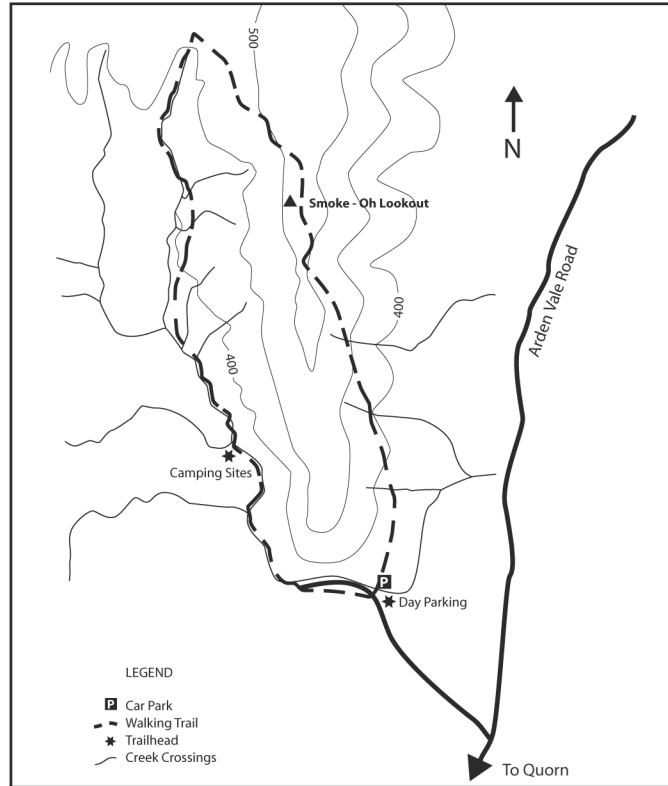 500
N
Smoke - Oh Lookout
Arden Vale Road
400
400
Camping Sites
P
Day Parking
LEGEND
P Car Park
Walking Trail
Trailhead
Creek Crossings
To Quorn